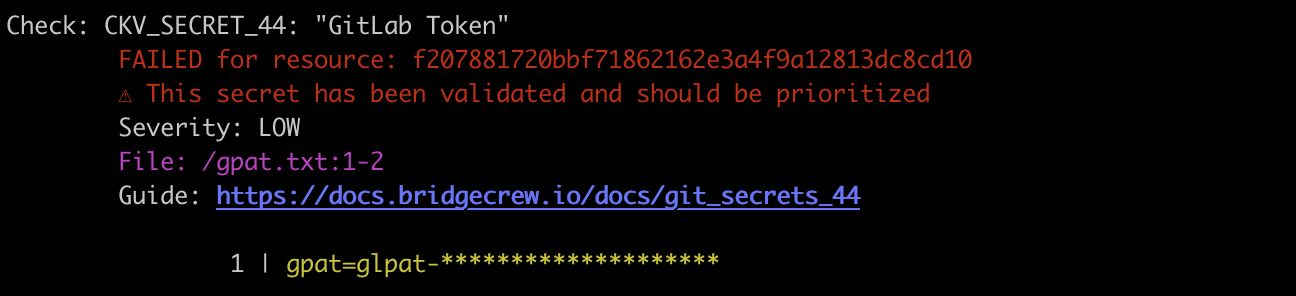 Check: CKV_SECRET_44: "GitLab Token"
FAILED for resource: f207881720bbf71862162e3a4f9a12813dc8cd10
⚠ This secret has been validated and should be prioritized
Severity: LOW
File: /gpat.txt:1-2
Guide: https://docs.bridgecrew.io/docs/git_secrets_44
1 | gpat=glpat-********************